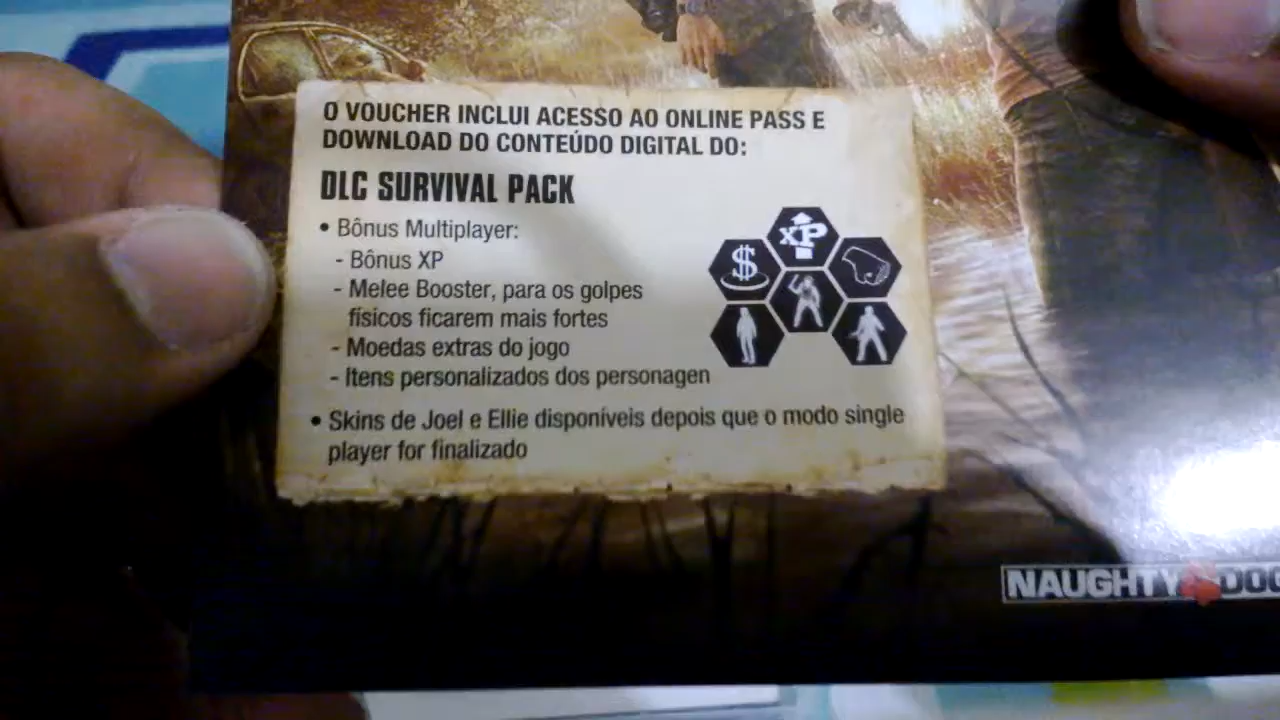 O VOUCHER INCLUI ACESSO AO ONLINE PASS E
DOWNLOAD DO CONTEÚDO DIGITAL DO:
DLC SURVIVAL PACK
• Bônus Multiplayer:
- Bônus XP
- Melee Booster, para os golpes
físicos ficarem mais fortes
- Moedas extras do jogo
- Itens personalizados dos personagen
• Skins de Joel e Ellie disponíveis depois que o modo single
player for finalizado
$
XP
NAUGHTY DOG